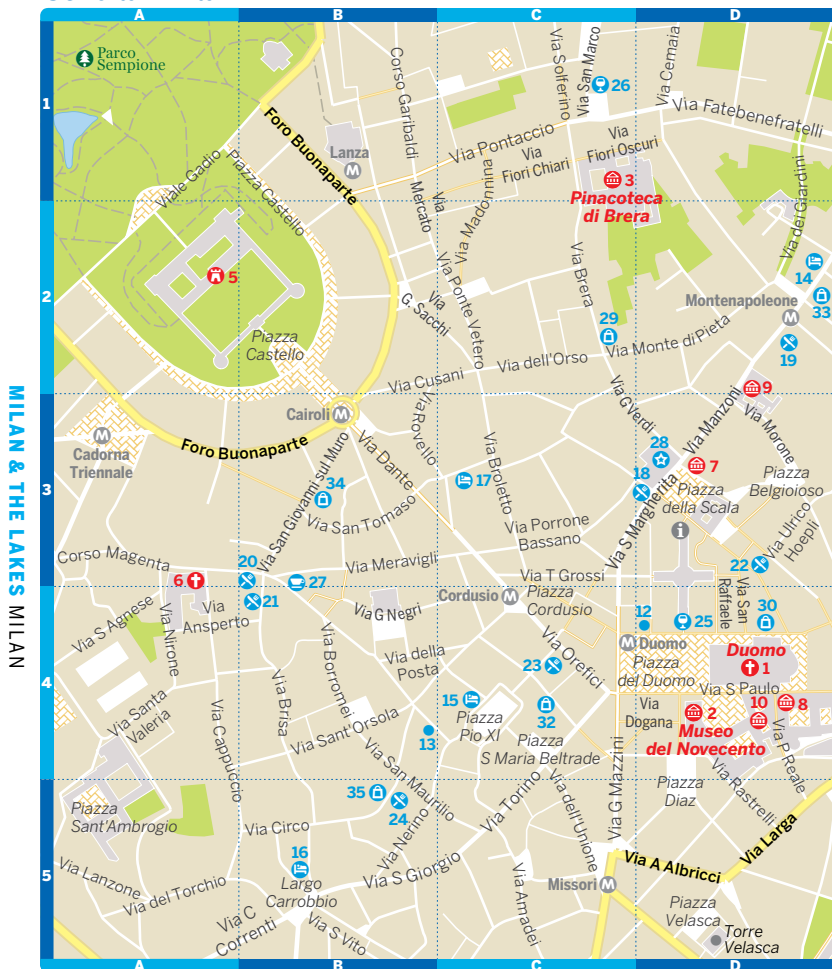 A
B
C
D
Parco
Sempione
1
Foro Buonaparte
Corso Garibaldi
Lanza
M
Via Solferino
Via San Marco
26
Via Cernaia
Via Fatebenefratelli
Via Pontaccio
Via
Fiori Chiari
Via
Fiori Oscuri
3
Pinacoteca
di Brera
Viale Gadio
Piazza Castello
Via
Mercato
Via Madonnina
Via dei Giardini
2
5
Piazza
Castello
Via
G. Sacchi
Via Ponte Vetero
Via Brera
29
14
Montenapoleone
M
33
19
Via Monte di Pieta
Via dell'Orso
Via Cusani
9
Cairoli
M
M
Cadorna
Triennale
Foro Buonaparte
Via Rovello
Via G Verdi
Via Manzoni
Via Morone
MILAN & THE LAKES MILAN
3
Via San Giovanni sul Muro
Via Dante
34
Via San Tomaso
17
Via Broletto
28
18
7
Piazza
della Scala
Piazza
Belgioioso
Via S Margherita
Via Porrone
Bassano
i
Via Ulrico
Hoepli
Corso Magenta
6
20
21
27
Via Meravigli
Via T Grossi
22
Via San
Raffaele
Via S Agnese
Via Nirone
Via
Ansperto
Via G Negri
Cordusio
M
Piazza
Cordusio
12
25
30
M
Duomo
Duomo
1
4
Via della
Posta
23
Via Orefici
Piazza
del Duomo
Via S Paulo
Via Santa
Valeria
Via Cappuccio
Via Brisa
Via Borromei
Via Sant'Orsola
13
15
Piazza
Pio XI
32
Piazza
S Maria Beltrade
Via
Dogana
2
10
8
Museo
del Novecento
Via P Reale
Piazza
Sant'Ambrogio
35
24
Via San Maurilio
Via Nerino
Via Torino
Via dell'Unione
Via G Mazzini
Piazza
Diaz
Via Rastrelli
Via Larga
5
Via Circo
16
Largo
Carrobbio
Via S Giorgio
Via A Albricci
Missori
M
Via Lanzone
Via del Torchio
Via C
Correnti
Via S Vito
Via Amadei
Piazza
Velasca
Torre
Velasca
A
B
C
D